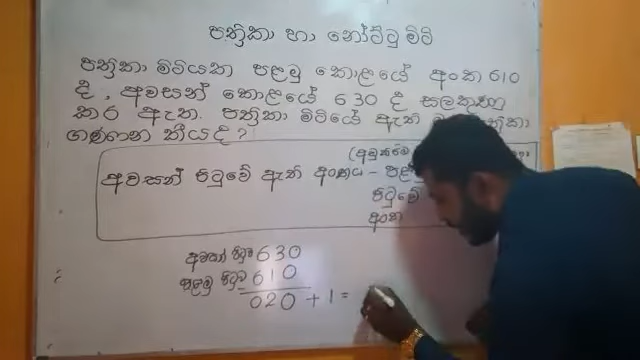 පත්‍රිකා හා නෝට්ටු මිටි
පත්‍රිකා මිටියක පළමු කොළයේ අංක 610
ද, අවසන් කොළයේ 630 ද සලකුණු
කර ඇත. පත්‍රිකා මිටියේ ඇති
ගණන කීයද?
අවසන් පිටුවේ ඇති අංකය -
පිටුවේ
අංක
අවසන් පිටුව 630
පළමු පිටුව 610
020 + 1 =